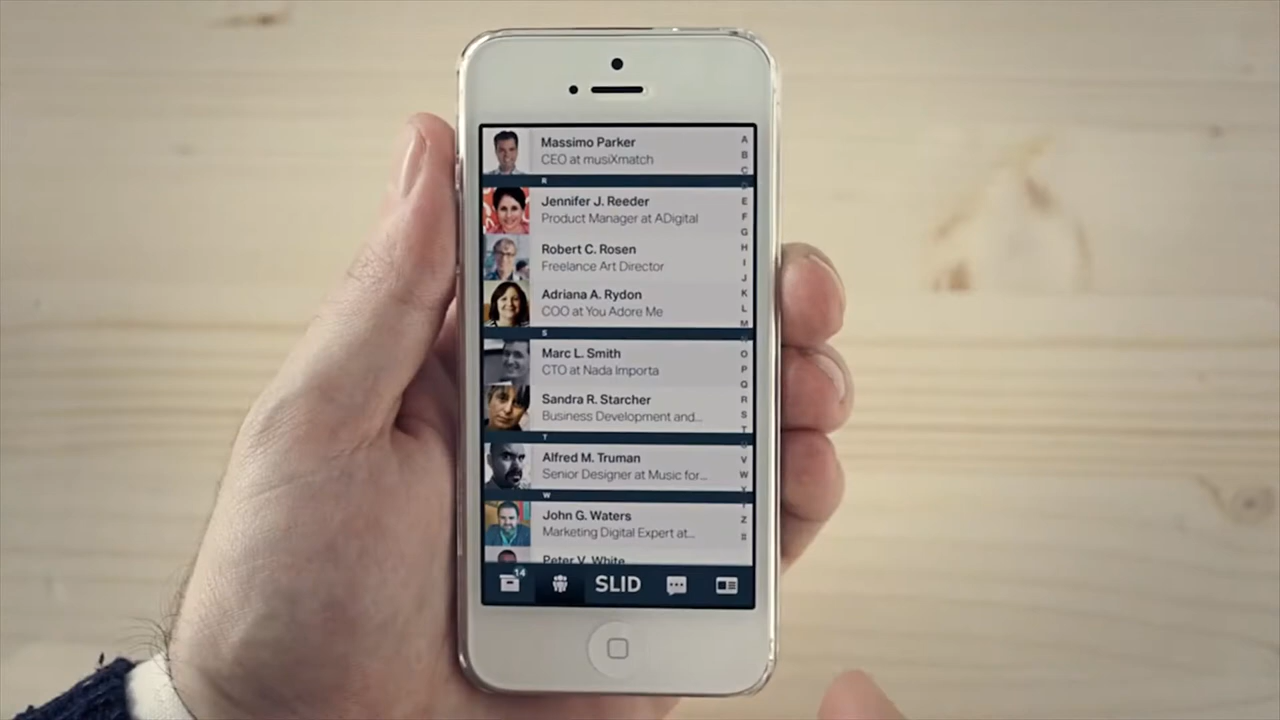 Massimo Parker
CEO at musiXmatch
R
Jennifer J. Reeder
Product Manager at ADigital
Robert C. Rosen
Freelance Art Director
Adriana A. Rydon
COO at You Adore Me
S
Marc L. Smith
CTO at Nada Importa
Sandra R. Starcher
Business Development and...
T
Alfred M. Truman
Senior Designer at Music for...
W
John G. Waters
Marketing Digital Expert at...
Peter V. White
A
B
C
E
F
G
H
I
J
K
L
M
O
P
Q
R
S
T
V
W
Z
14
SLID